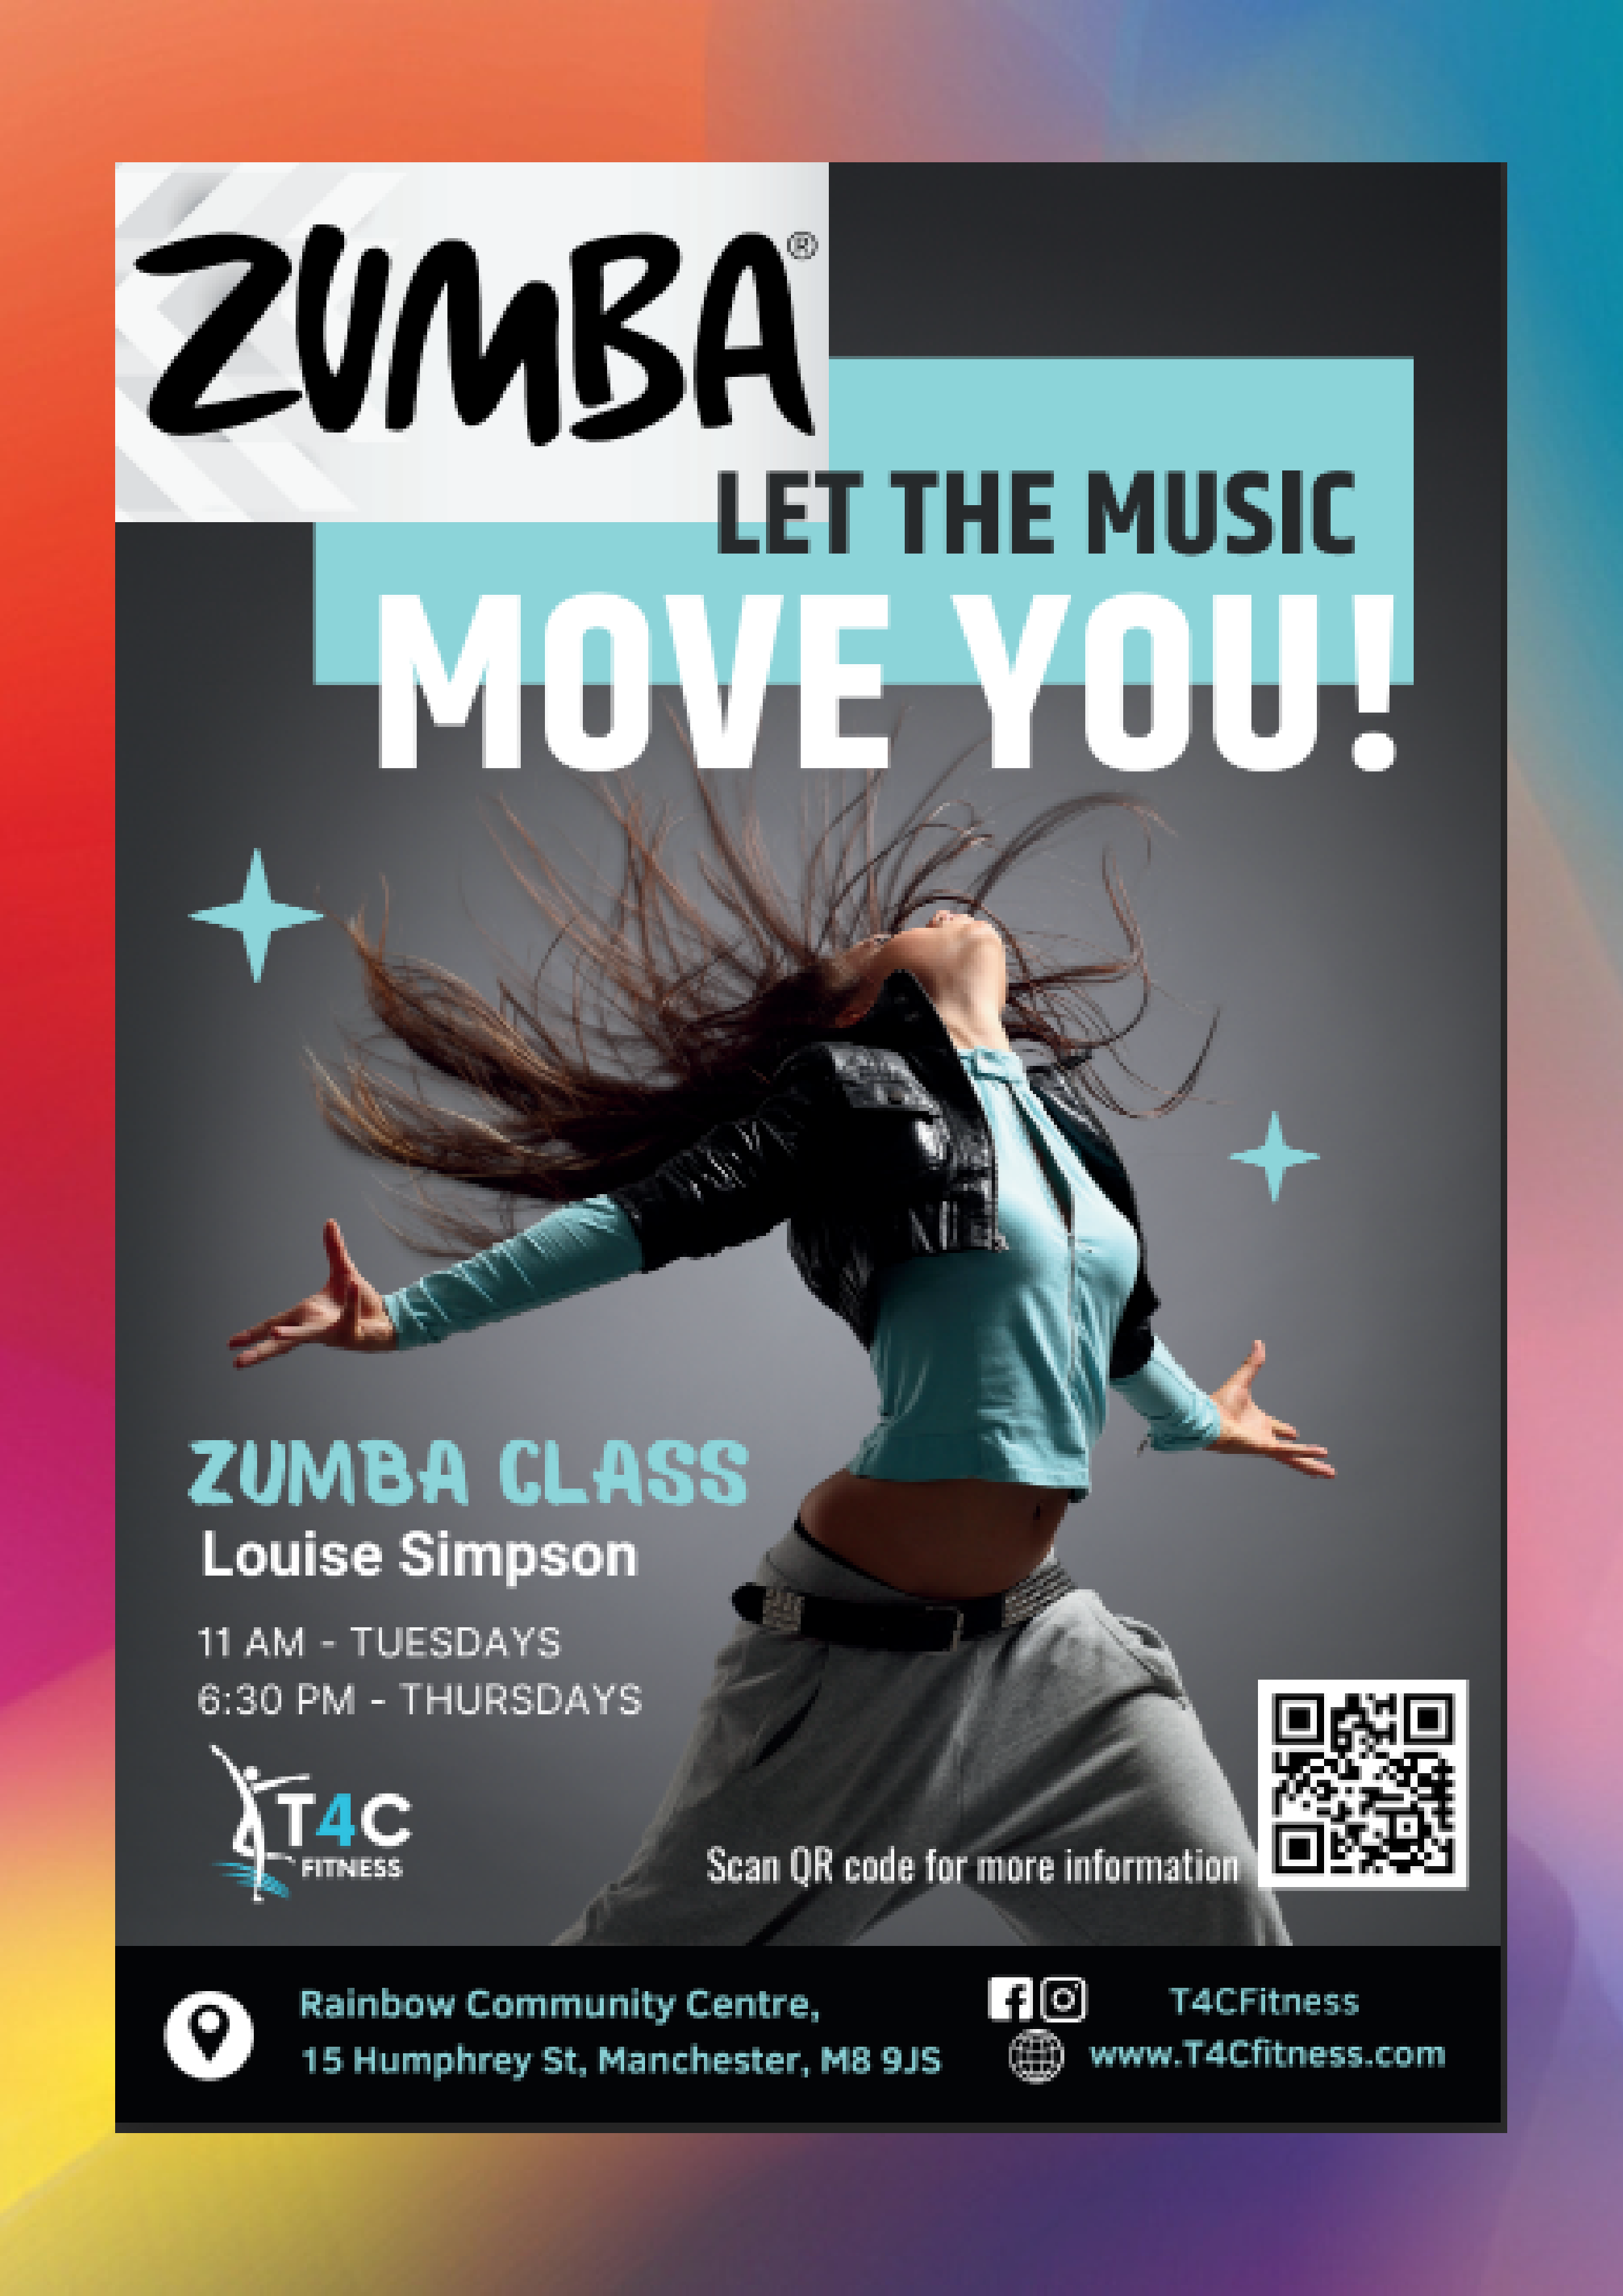 ZUMBA®
LET THE MUSIC
MOVE YOU!
ZUMBA CLASS
Louise Simpson
11 AM - TUESDAYS
6:30 PM - THURSDAYS
T4C
FITNESS
Scan QR code for more information
Rainbow Community Centre,
15 Humphrey St, Manchester, M8 9JS
T4CFitness
www.T4Cfitness.com